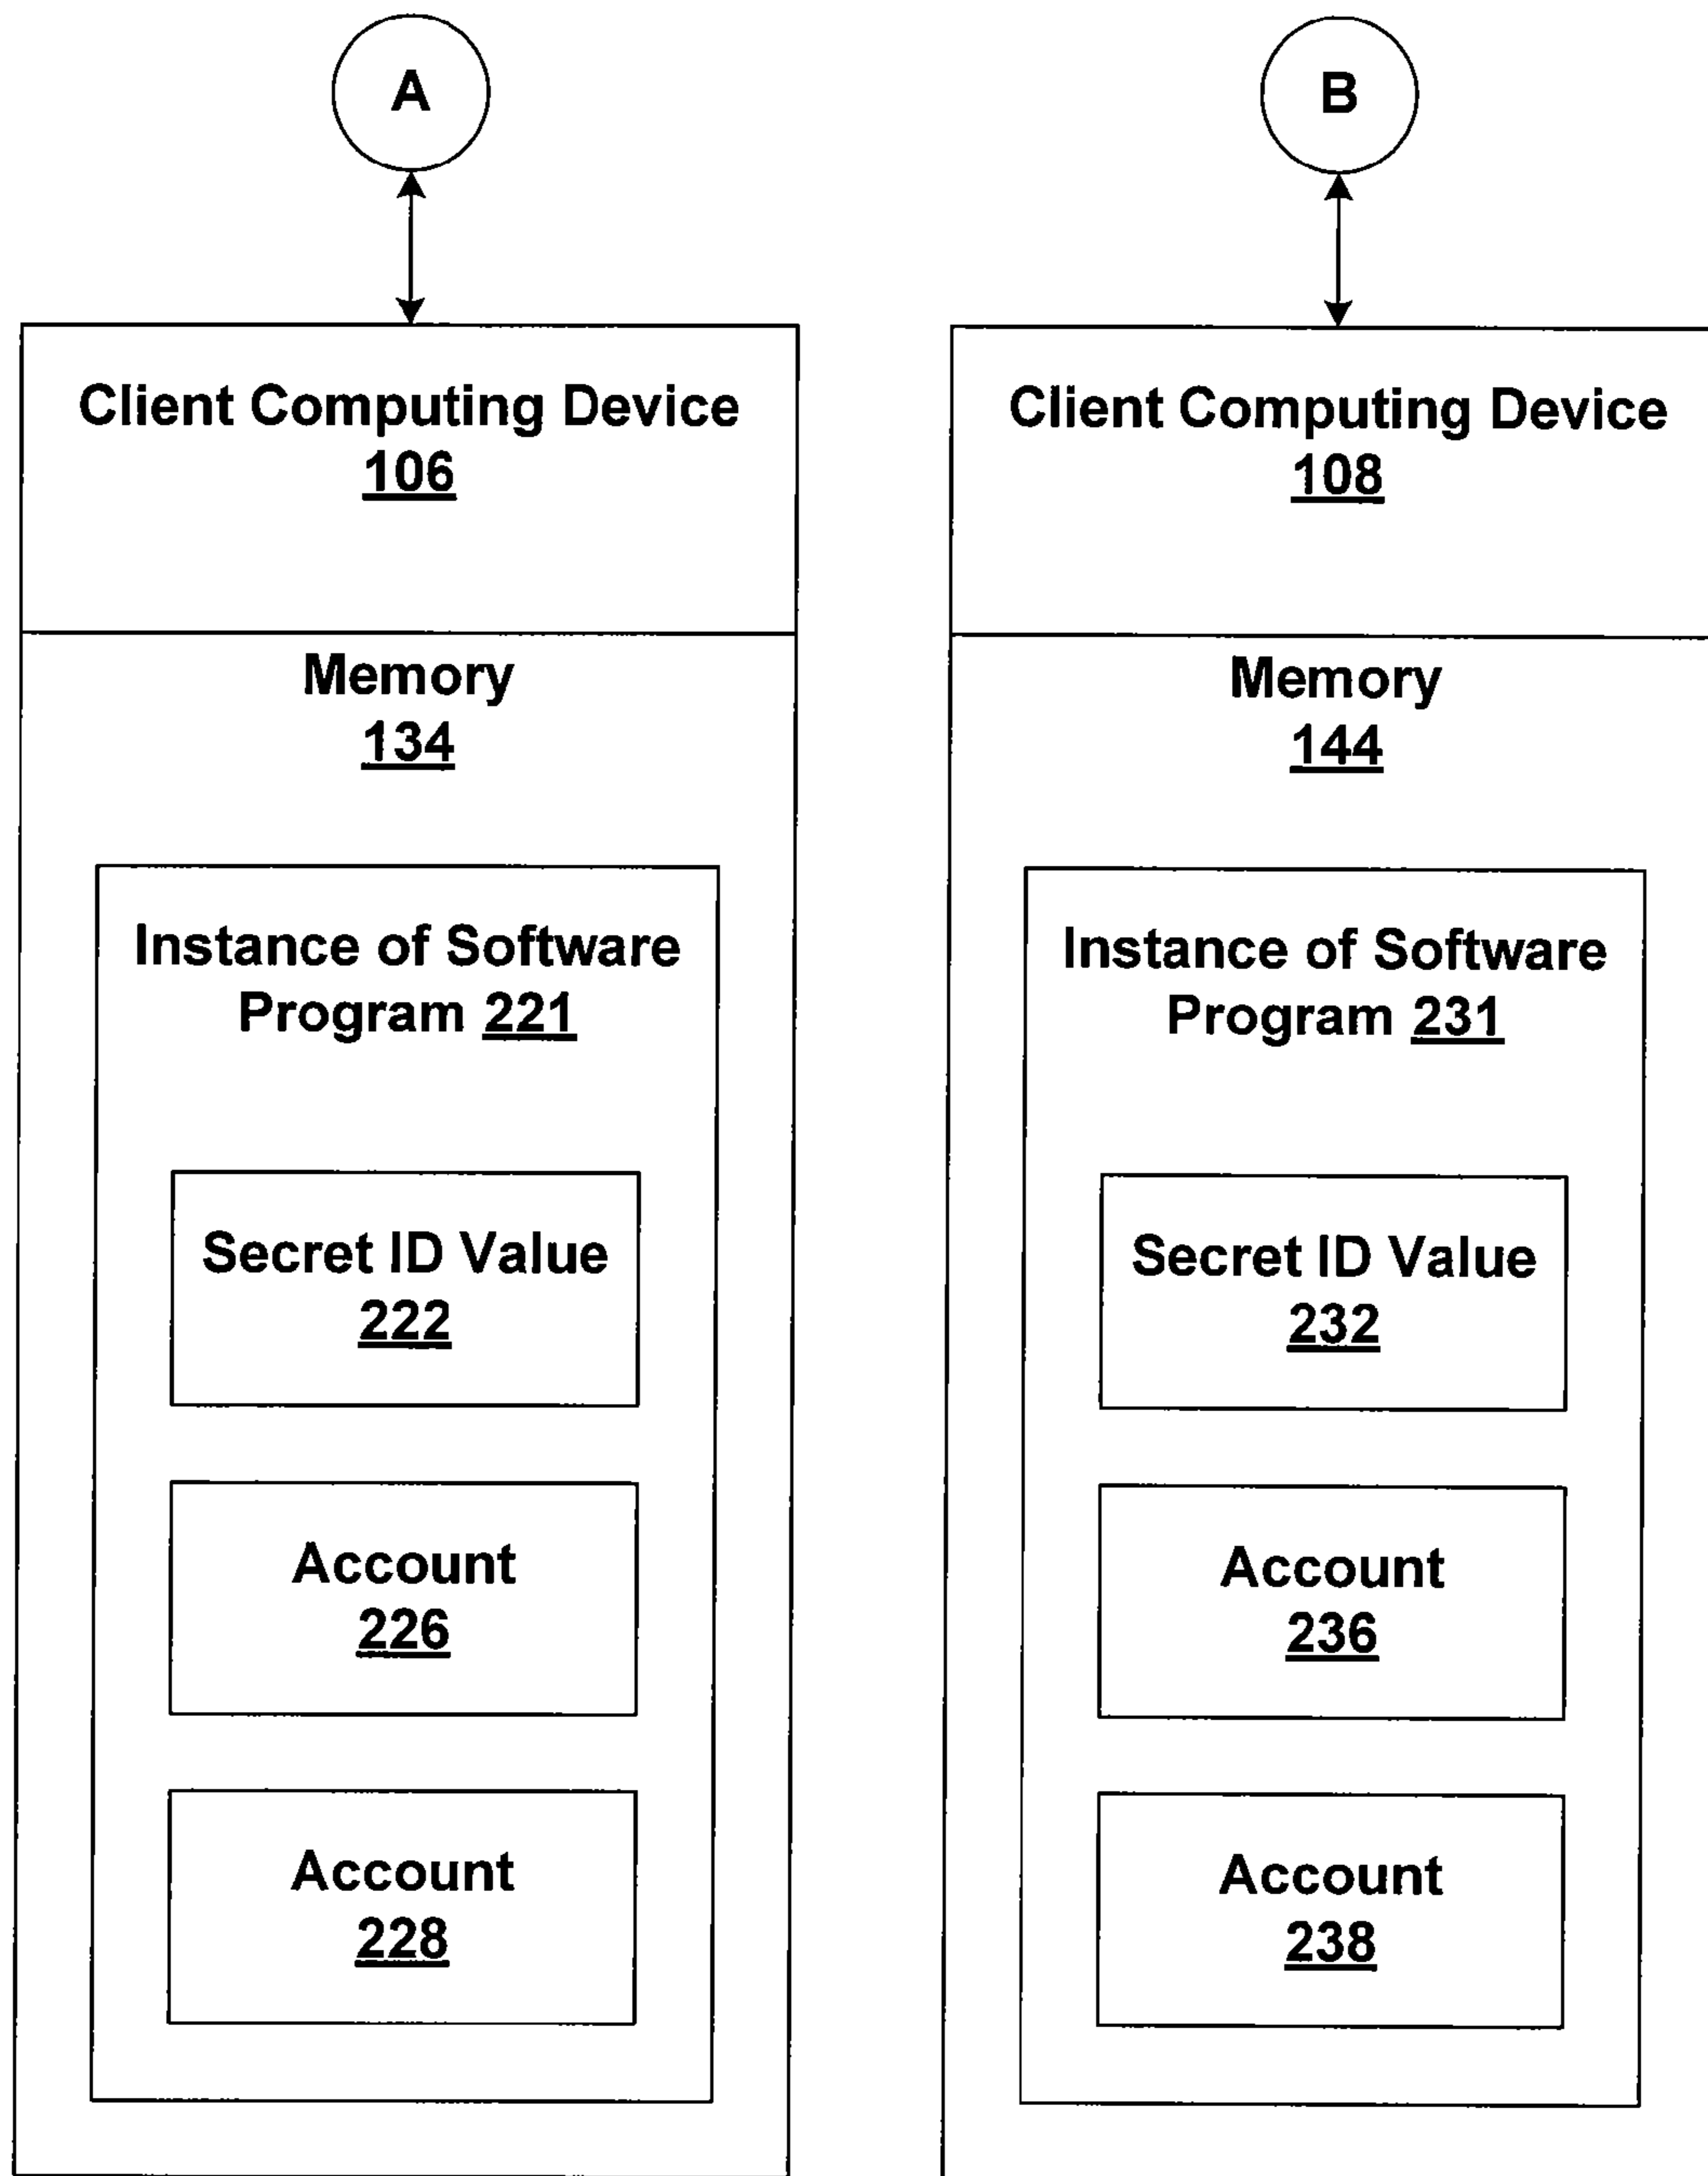 A
Client Computing Device
106
Memory
134
Instance of Software
Program 221
Secret ID Value
222
Account
226
Account
228
B
Client Computing Device
108
Memory
144
Instance of Software
Program 231
Secret ID Value
232
Account
236
Account
238